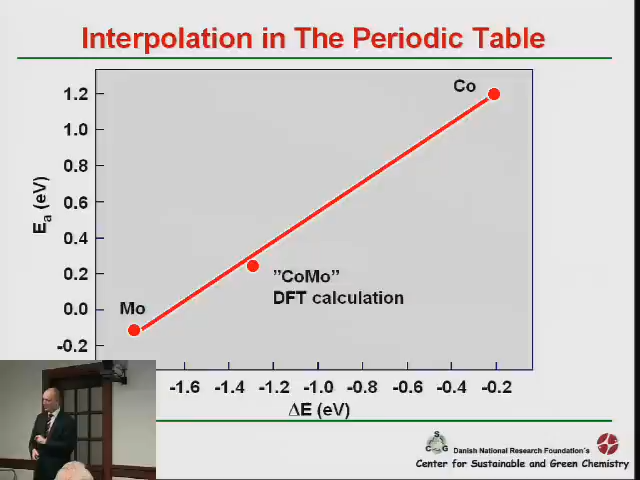 Interpolation in The Periodic Table
Co
1.2
1.0
0.8
0.6
0.4
0.2
0.0
-0.2
Ea (eV)
"CoMo"
DFT calculation
Mo
-1.6 -1.4 -1.2 -1.0 -0.8 -0.6 -0.4 -0.2
ΔE (eV)
C S G
Danish National Research Foundation's
Center for Sustainable and Green Chemistry